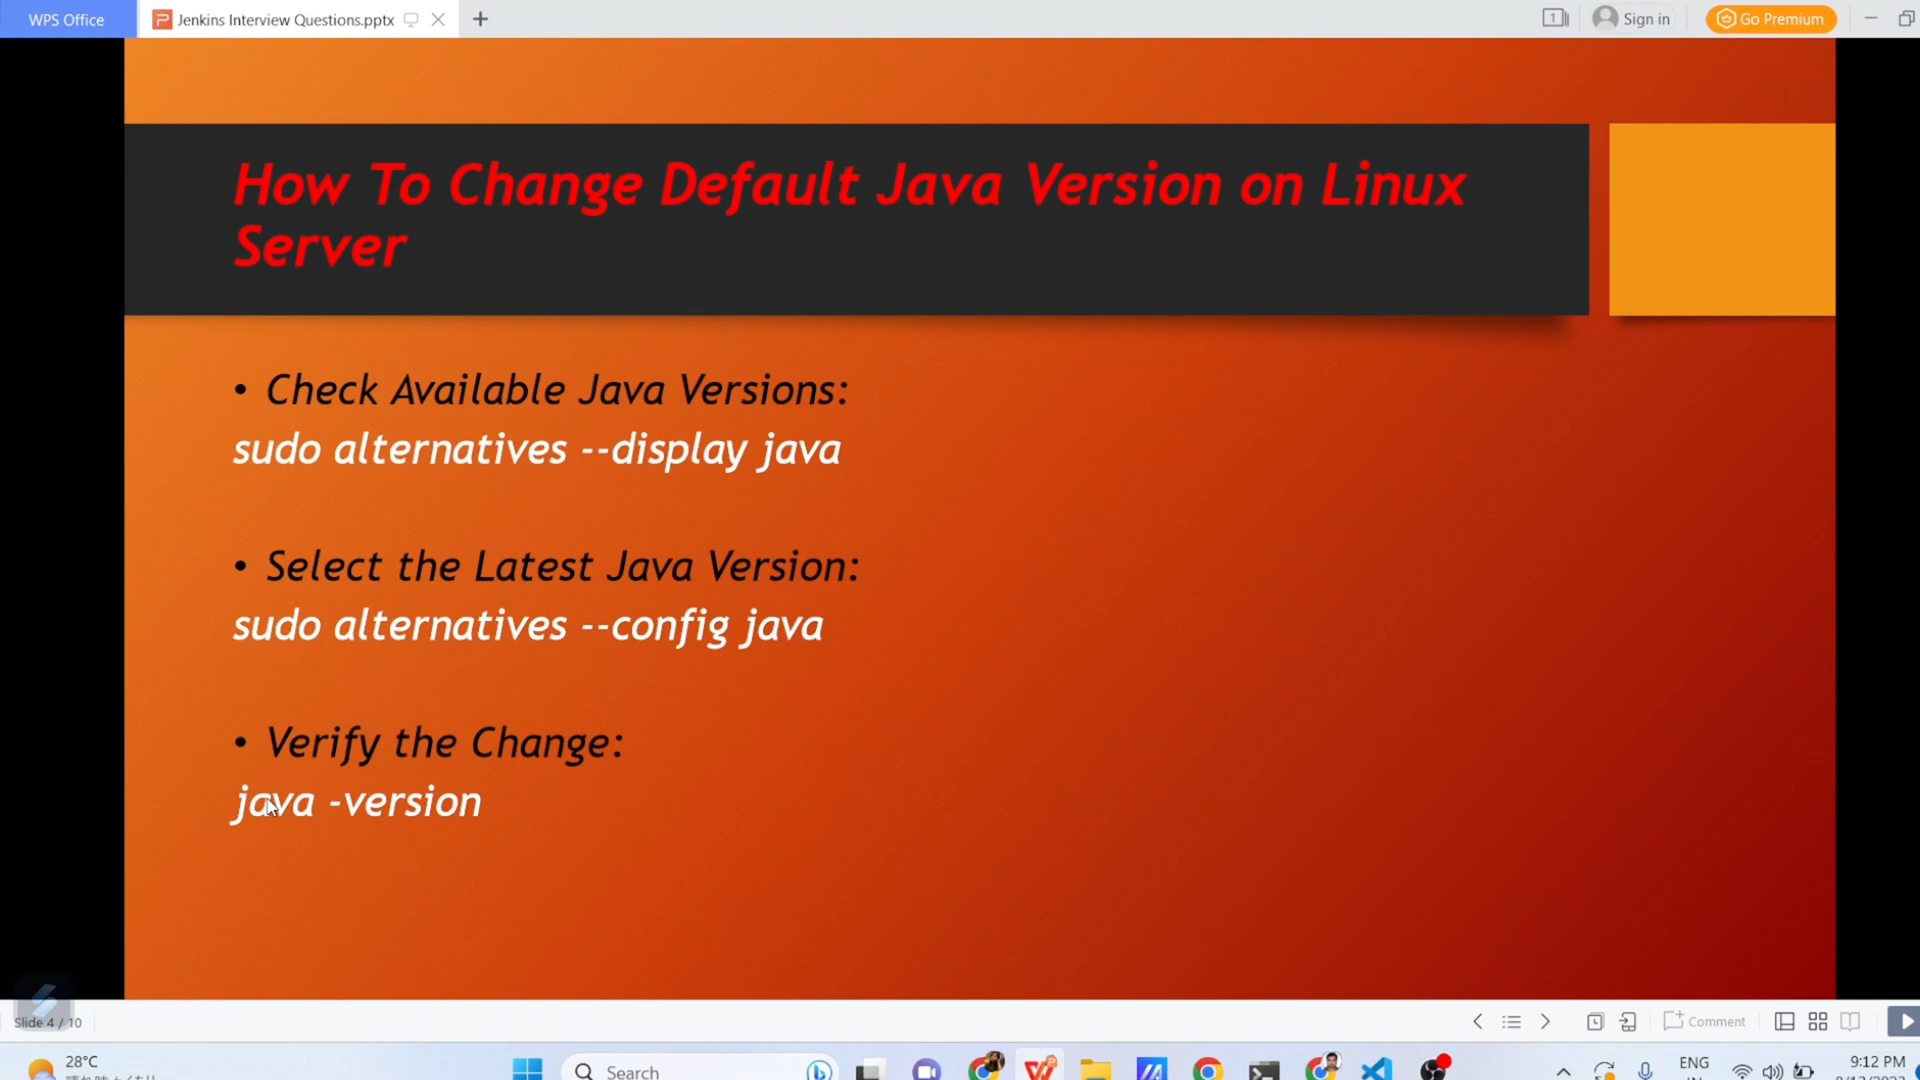 WPS Office
Jenkins Interview Questions.pptx
Sign in
Go Premium
How To Change Default Java Version on Linux
Server
• Check Available Java Versions:
sudo alternatives --display java
• Select the Latest Java Version:
sudo alternatives --config java
• Verify the Change:
java -version
Slide 4 / 10
Comment
28°C
Search
ENG
9:12 PM